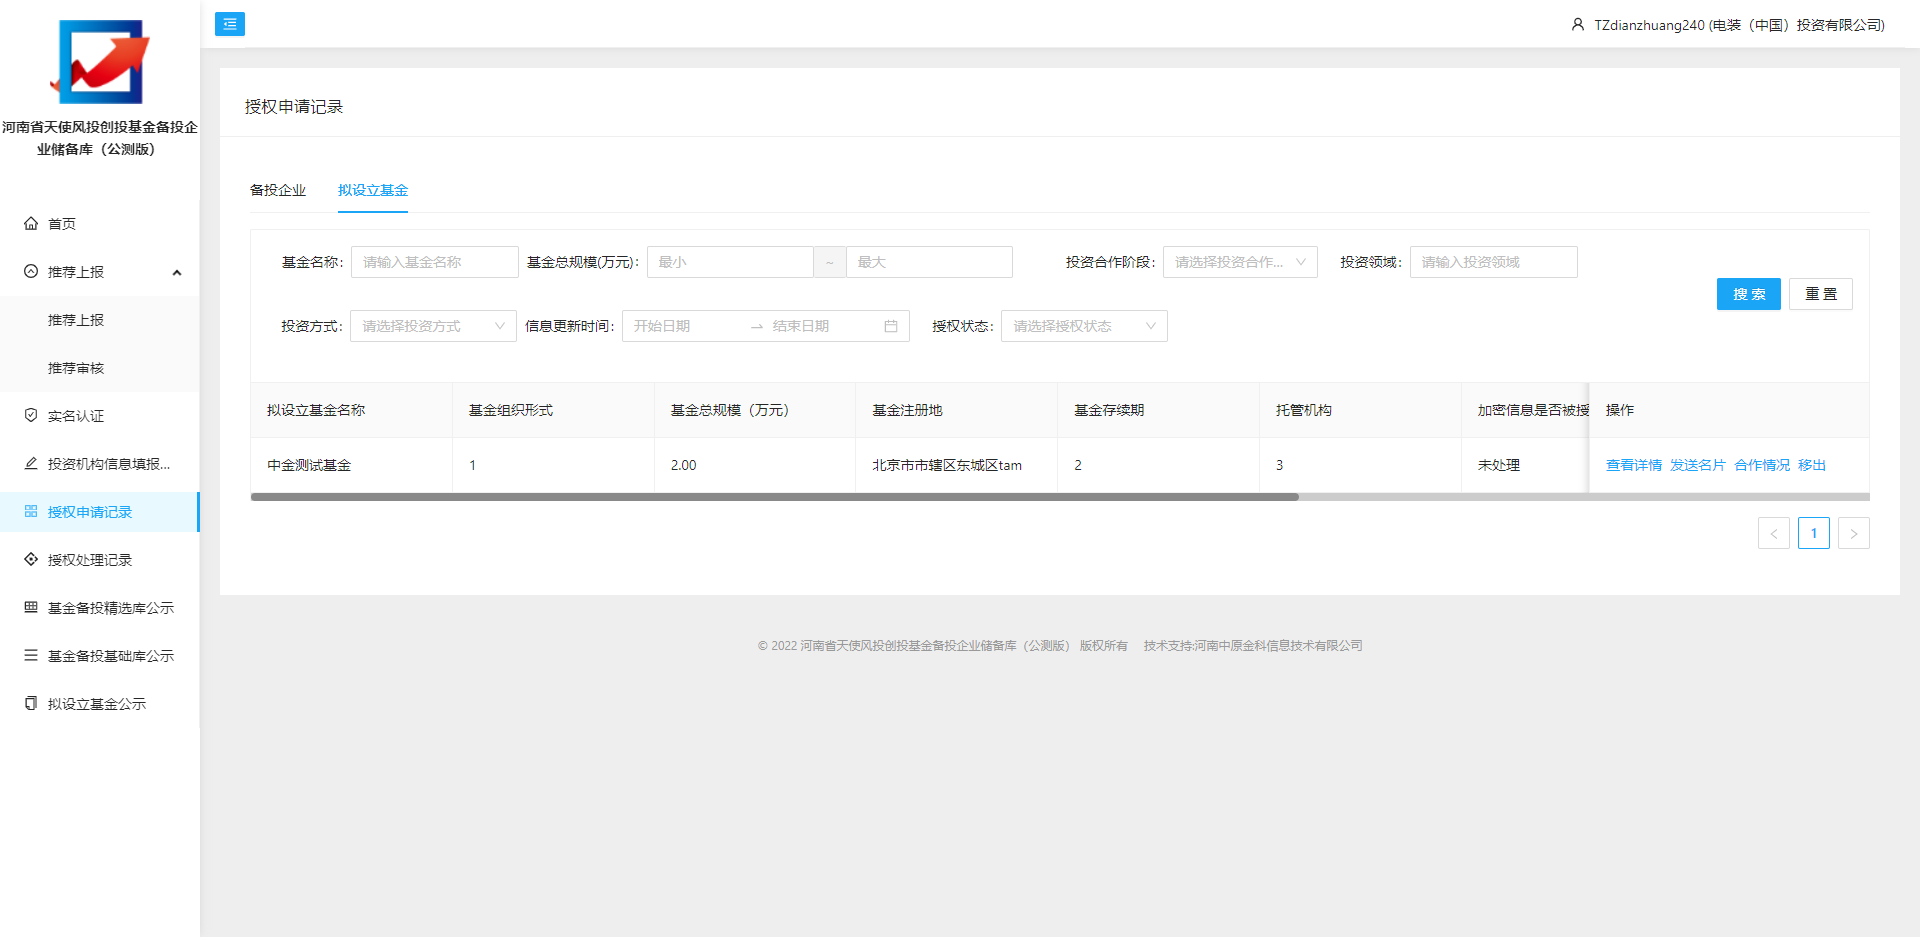 河南省天使风投创投基金备投企
业储备库（公测版）
首页
推荐上报
推荐上报
推荐审核
实名认证
投资机构信息填报...
授权申请记录
授权处理记录
基金备投精选库公示
基金备投基础库公示
拟设立基金公示
TZdianzhuang240 (电装（中国）投资有限公司)
授权申请记录
备投企业 拟设立基金
基金名称: 请输入基金名称 基金总规模(万元): 最小 ~ 最大 投资合作阶段: 请选择投资合作... 投资领域: 请输入投资领域
搜 索 重 置
投资方式: 请选择投资方式 信息更新时间: 开始日期 → 结束日期 授权状态: 请选择授权状态
拟设立基金名称 基金组织形式 基金总规模（万元） 基金注册地 基金存续期 托管机构 加密信息是否被授 操作
中金测试基金 1 2.00 北京市市辖区东城区tam 2 3 未处理 查看详情 发送名片 合作情况 移出
< 1 >
© 2022 河南省天使风投创投基金备投企业储备库（公测版） 版权所有 技术支持:河南中原金科信息技术有限公司